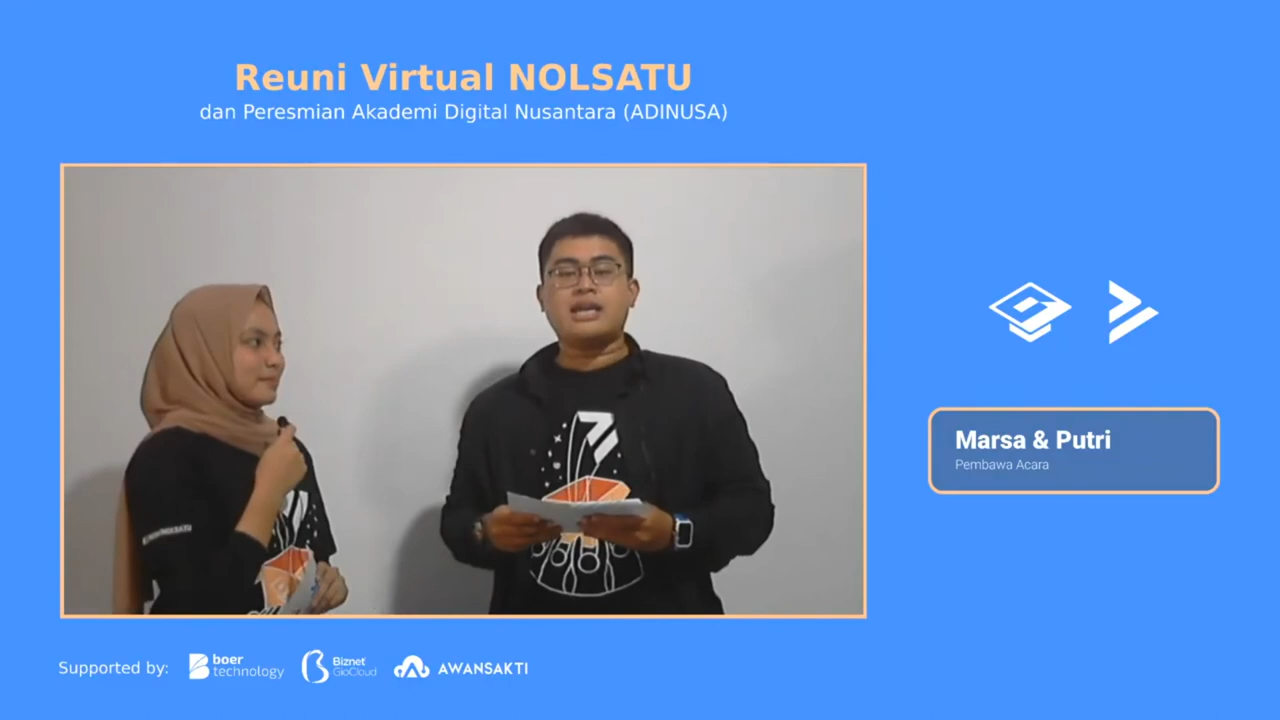 Reuni Virtual NOLSATU
dan Peresmian Akademi Digital Nusantara (ADINUSA)
Marsa & Putri
Pembawa Acara
Supported by:
boer
technology
Biznet
GioCloud
AWANSAKTI